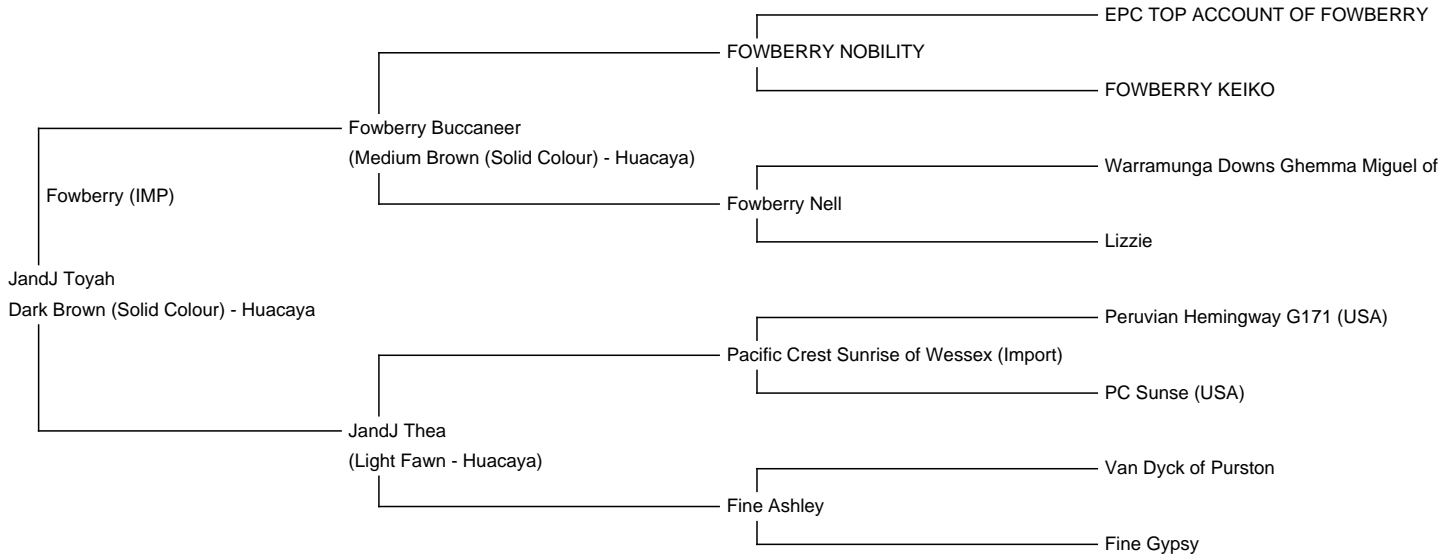 EPC TOP ACCOUNT OF FOWBERRY
FOWBERRY NOBILITY
FOWBERRY KEIKO
Fowberry Buccaneer
(Medium Brown (Solid Colour) - Huacaya)
Warramunga Downs Ghemma Miguel of
Fowberry (IMP)
Fowberry Nell
Lizzie
JandJ Toyah
Dark Brown (Solid Colour) - Huacaya
Peruvian Hemingway G171 (USA)
Pacific Crest Sunrise of Wessex (Import)
PC Sunse (USA)
JandJ Thea
(Light Fawn - Huacaya)
Van Dyck of Purston
Fine Ashley
Fine Gypsy